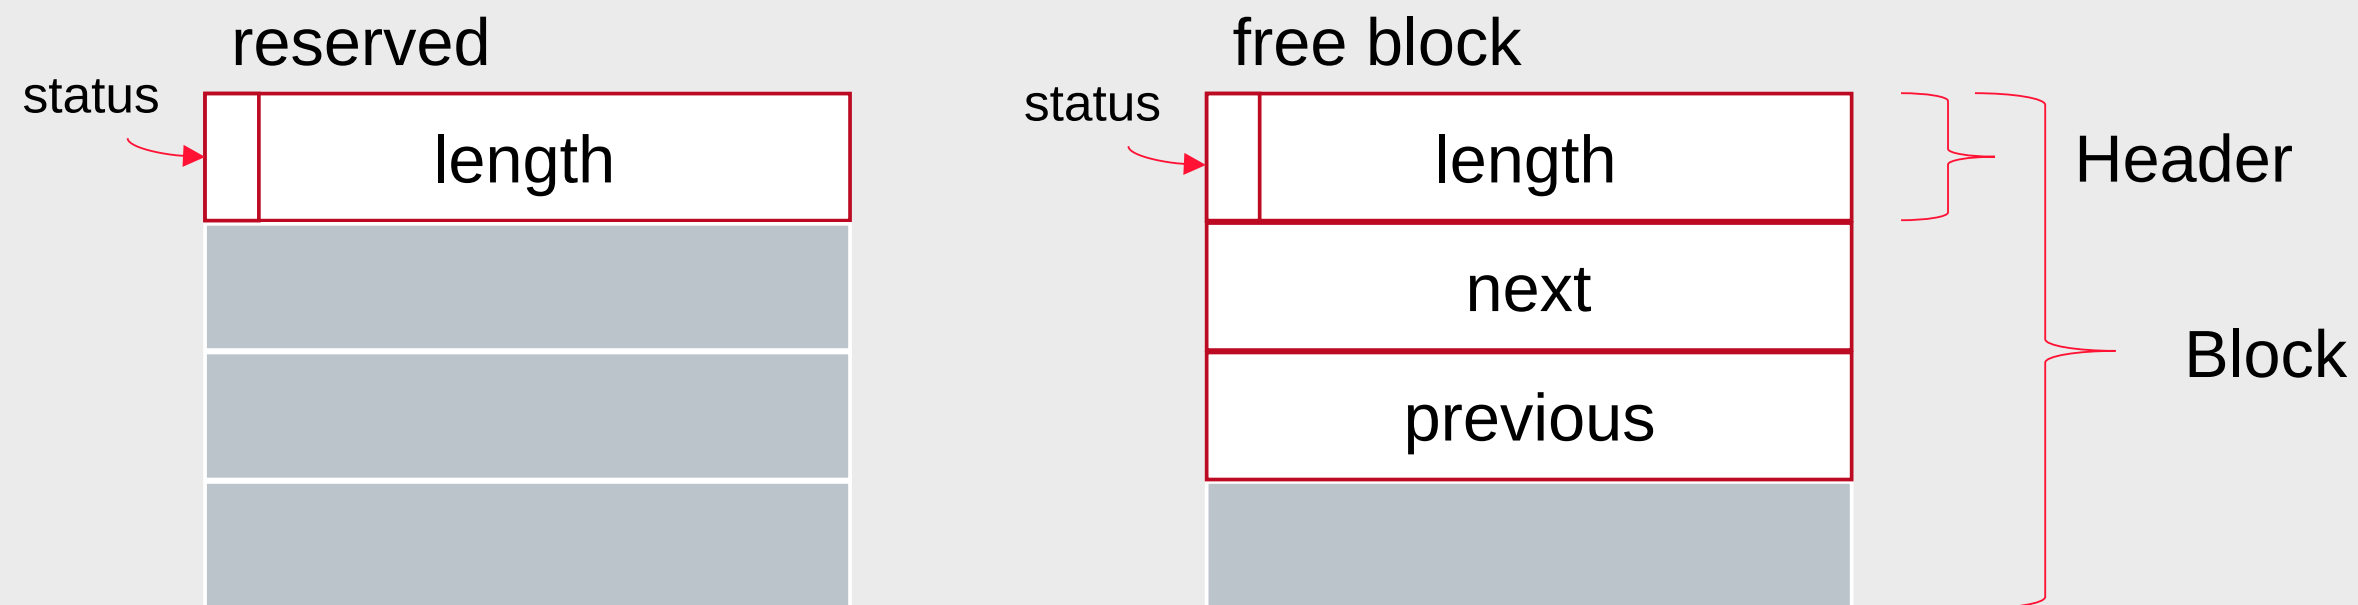 reserved
free block
status
status
length
length
Header
next
Block
previous